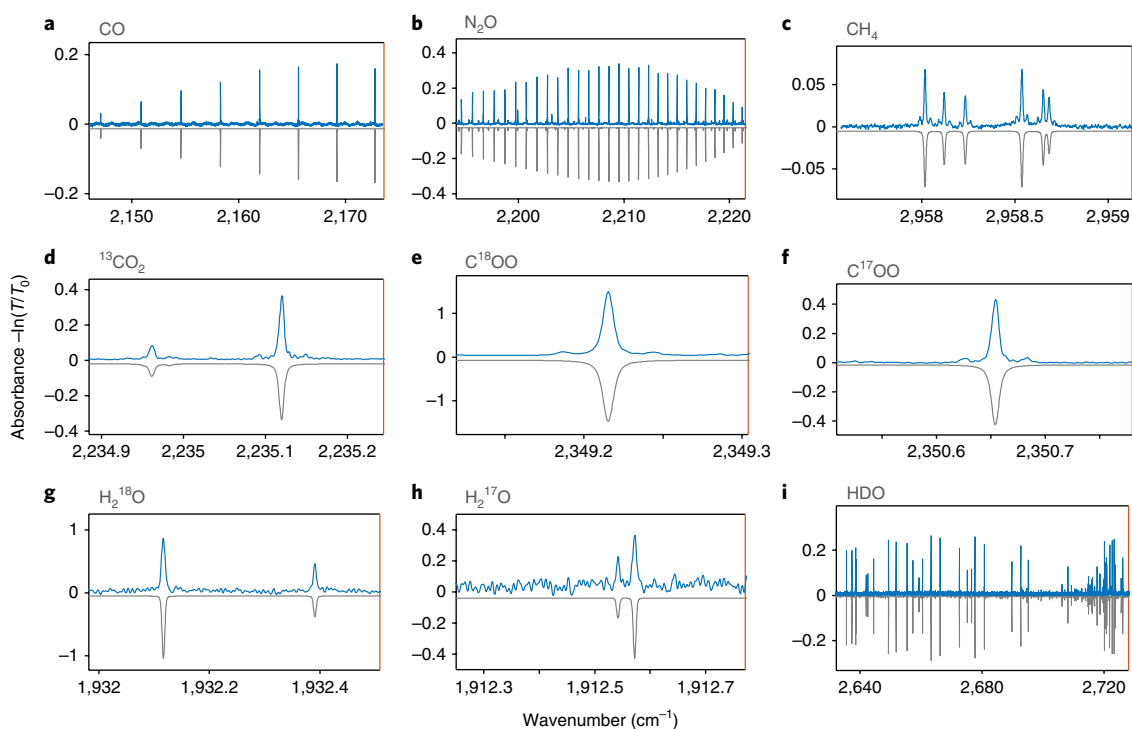 a CO
0.2
0
−0.2
2,150 2,160 2,170
b N₂O
0.4
0.2
0
−0.2
−0.4
2,200 2,210 2,220
c CH₄
0.05
0
−0.05
2,958 2,958.5 2,959
d ¹³CO₂
0.4
0.2
0
−0.2
−0.4
2,234.9 2,235 2,235.1 2,235.2
e C¹⁸OO
1
0
−1
2,349.2 2,349.3
f C¹⁷OO
0.4
0.2
0
−0.2
−0.4
2,350.6 2,350.7
g H₂¹⁸O
1
0
−1
1,932 1,932.2 1,932.4
h H₂¹⁷O
0.4
0.2
0
−0.2
−0.4
1,912.3 1,912.5 1,912.7
i HDO
0.2
0
−0.2
2,640 2,680 2,720
Absorbance −ln(T/T₀)
Wavenumber (cm⁻¹)